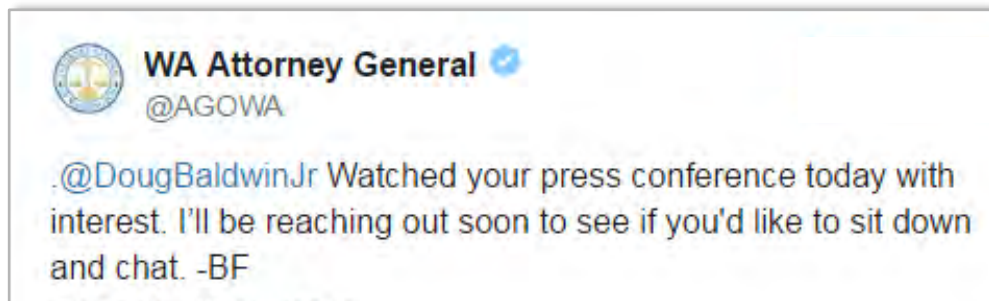 WA Attorney General
@AGOWA
.@DougBaldwinJr Watched your press conference today with
interest. I’ll be reaching out soon to see if you'd like to sit down
and chat. -BF